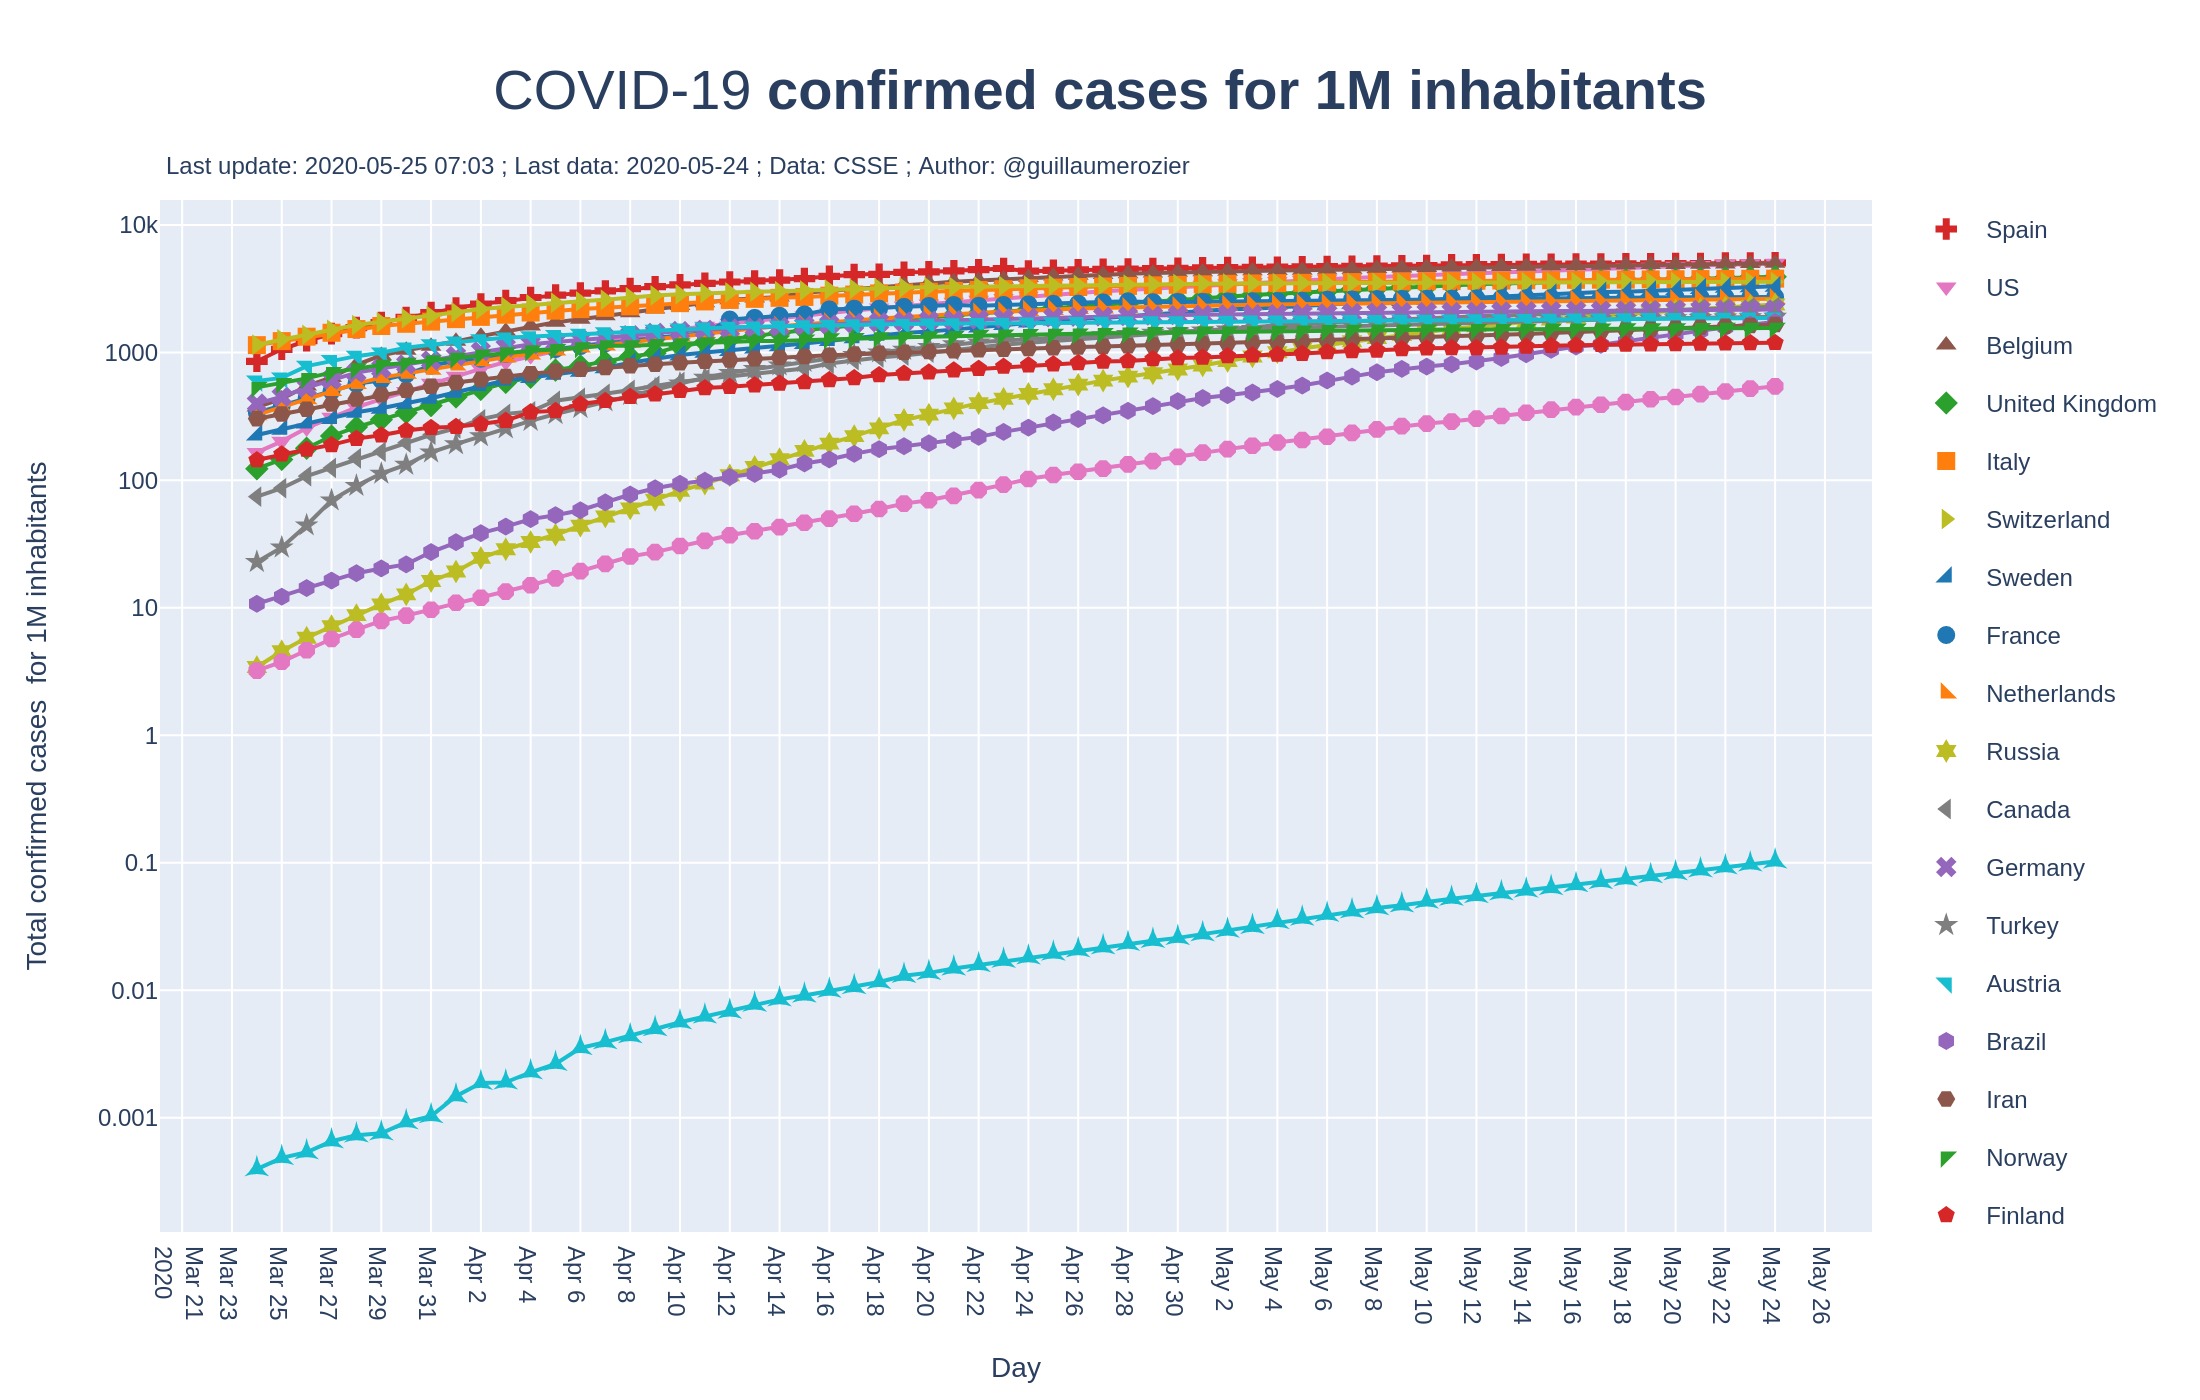 COVID-19 confirmed cases for 1M inhabitants
Last update: 2020-05-25 07:03 ; Last data: 2020-05-24 ; Data: CSSE ; Author: @guillaumerozier
Total confirmed cases  for 1M inhabitants
10k
1000
100
10
1
0.1
0.01
0.001
Mar 21
2020
Mar 23
Mar 25
Mar 27
Mar 29
Mar 31
Apr 2
Apr 4
Apr 6
Apr 8
Apr 10
Apr 12
Apr 14
Apr 16
Apr 18
Apr 20
Apr 22
Apr 24
Apr 26
Apr 28
Apr 30
May 2
May 4
May 6
May 8
May 10
May 12
May 14
May 16
May 18
May 20
May 22
May 24
May 26
Day
Spain
US
Belgium
United Kingdom
Italy
Switzerland
Sweden
France
Netherlands
Russia
Canada
Germany
Turkey
Austria
Brazil
Iran
Norway
Finland